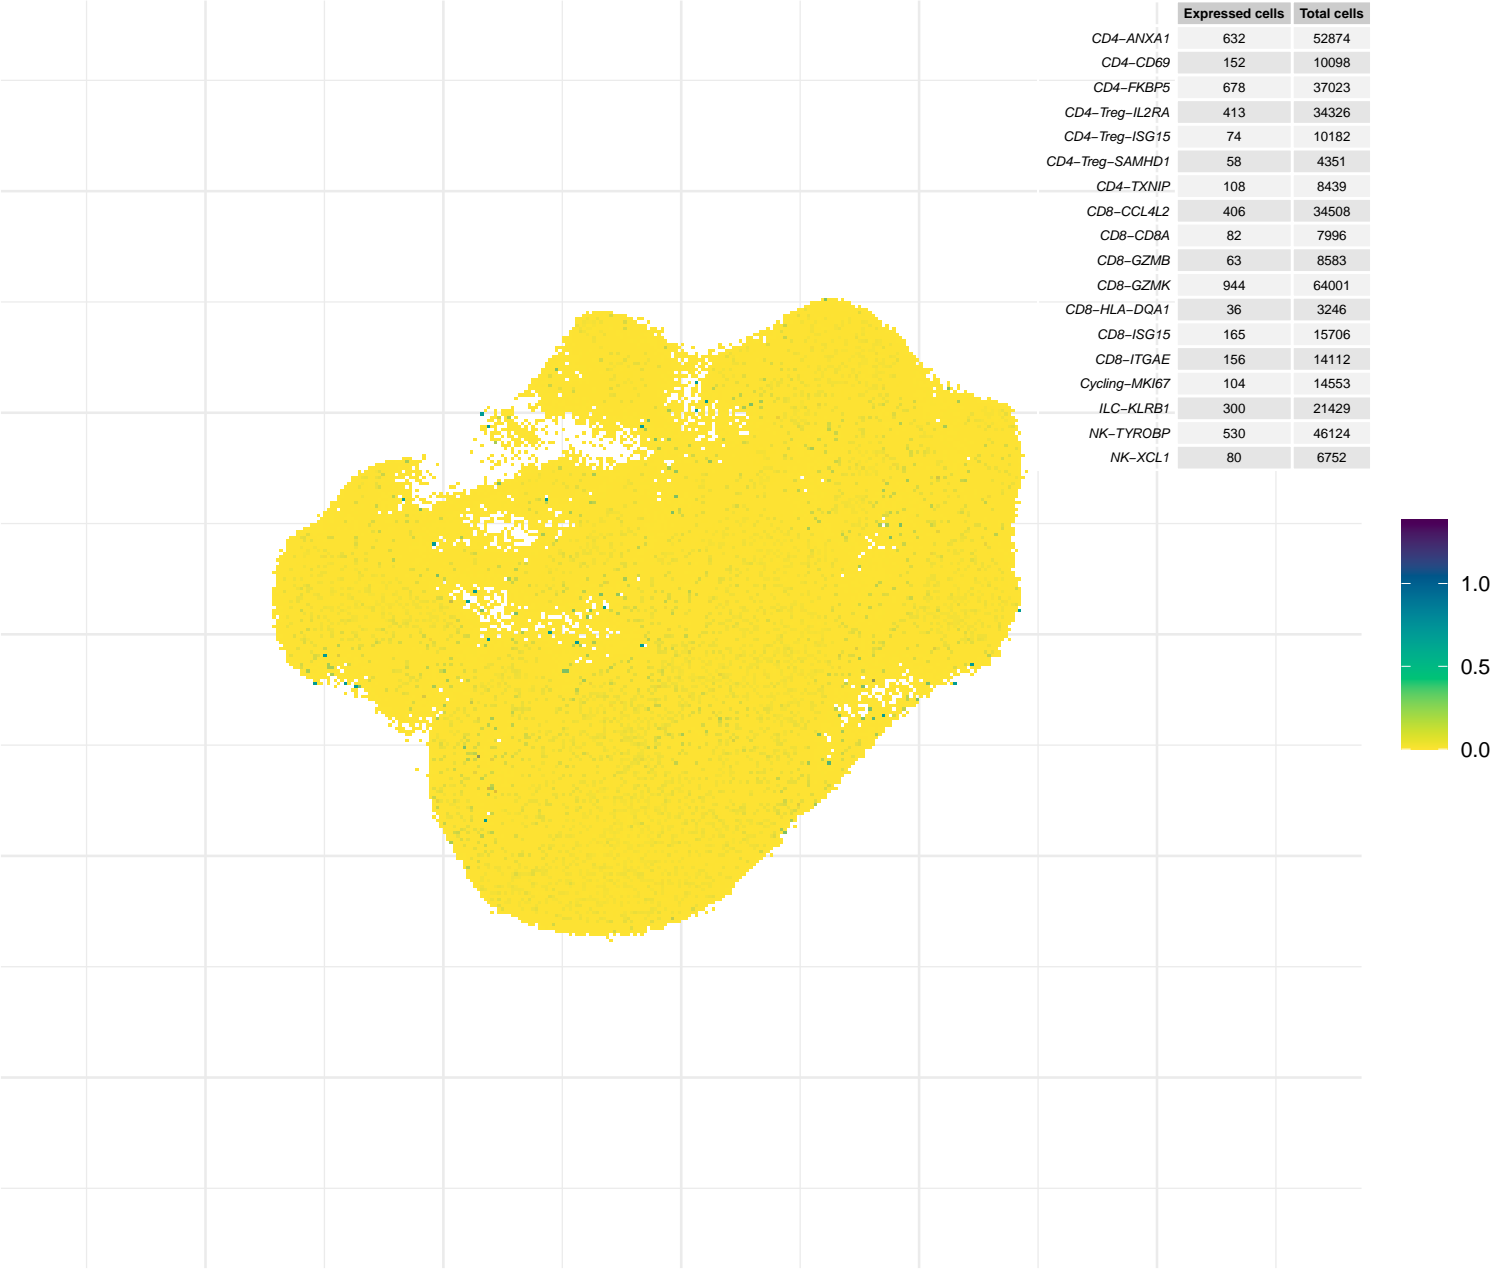 Expressed cells Total cells
CD4−ANXA1 632 52874
CD4−CD69 152 10098
CD4−FKBP5 678 37023
CD4−Treg−IL2RA 413 34326
CD4−Treg−ISG15 74 10182
CD4−Treg−SAMHD1 58 4351
CD4−TXNIP 108 8439
CD8−CCL4L2 406 34508
CD8−CD8A 82 7996
CD8−GZMB 63 8583
CD8−GZMK 944 64001
CD8−HLA−DQA1 36 3246
CD8−ISG15 165 15706
CD8−ITGAE 156 14112
Cycling−MKI67 104 14553
ILC−KLRB1 300 21429
NK−TYROBP 530 46124
NK−XCL1 80 6752
1.0
0.5
0.0